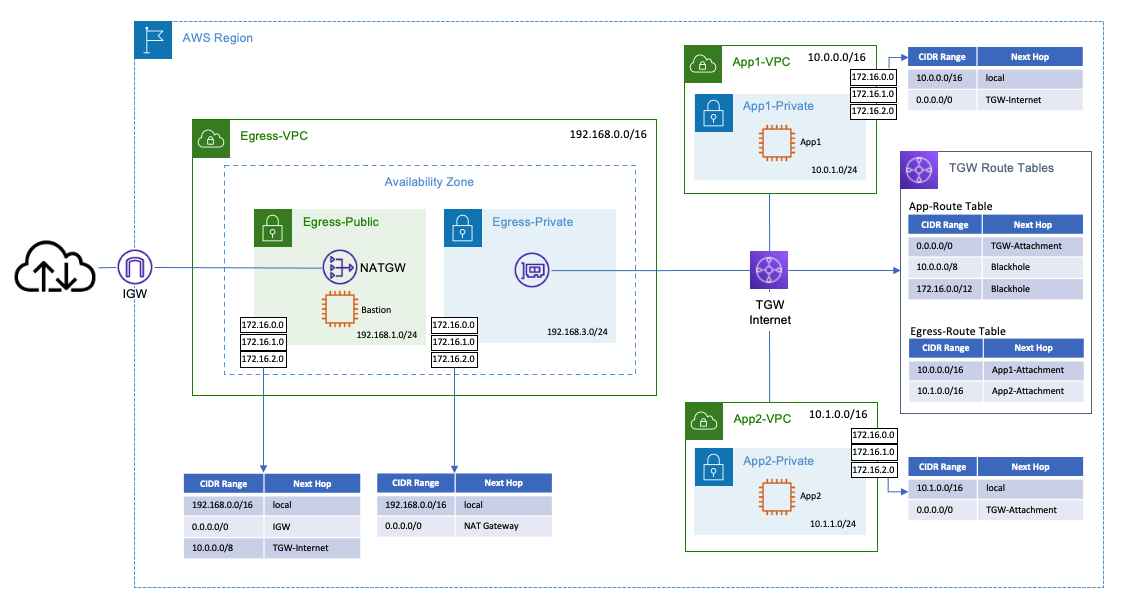 AWS Region
Egress-VPC
192.168.0.0/16
Availability Zone
Egress-Public
NATGW
Bastion
192.168.1.0/24
172.16.0.0
172.16.1.0
172.16.2.0
Egress-Private
192.168.3.0/24
172.16.0.0
172.16.1.0
172.16.2.0
IGW
CIDR Range Next Hop
192.168.0.0/16 local
0.0.0.0/0 IGW
10.0.0.0/8 TGW-Internet
CIDR Range Next Hop
192.168.0.0/16 local
0.0.0.0/0 NAT Gateway
App1-VPC
10.0.0.0/16
172.16.0.0
172.16.1.0
172.16.2.0
App1-Private
App1
10.0.1.0/24
CIDR Range Next Hop
10.0.0.0/16 local
0.0.0.0/0 TGW-Internet
TGW
Internet
TGW Route Tables
App-Route Table
CIDR Range Next Hop
0.0.0.0/0 TGW-Attachment
10.0.0.0/8 Blackhole
172.16.0.0/12 Blackhole
Egress-Route Table
CIDR Range Next Hop
10.0.0.0/16 App1-Attachment
10.1.0.0/16 App2-Attachment
App2-VPC
10.1.0.0/16
172.16.0.0
172.16.1.0
172.16.2.0
App2-Private
App2
10.1.1.0/24
CIDR Range Next Hop
10.1.0.0/16 local
0.0.0.0/0 TGW-Attachment